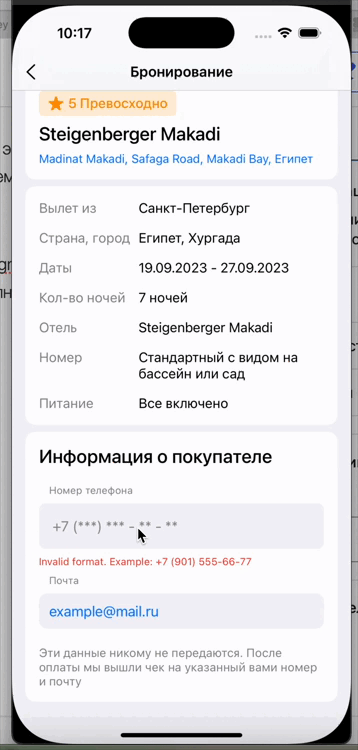 10:17
Бронирование
5 Превосходно
Steigenberger Makadi
Madinat Makadi, Safaga Road, Makadi Bay, Египет
Вылет из Санкт-Петербург
Страна, город Египет, Хургада
Даты 19.09.2023 - 27.09.2023
Кол-во ночей 7 ночей
Отель Steigenberger Makadi
Номер Стандартный с видом на
бассейн или сад
Питание Все включено
Информация о покупателе
Номер телефона
+7 (***) *** - ** - **
Invalid format. Example: +7 (901) 555-66-77
Почта
example@mail.ru
Эти данные никому не передаются. После
оплаты мы вышли чек на указанный вами номер
и почту